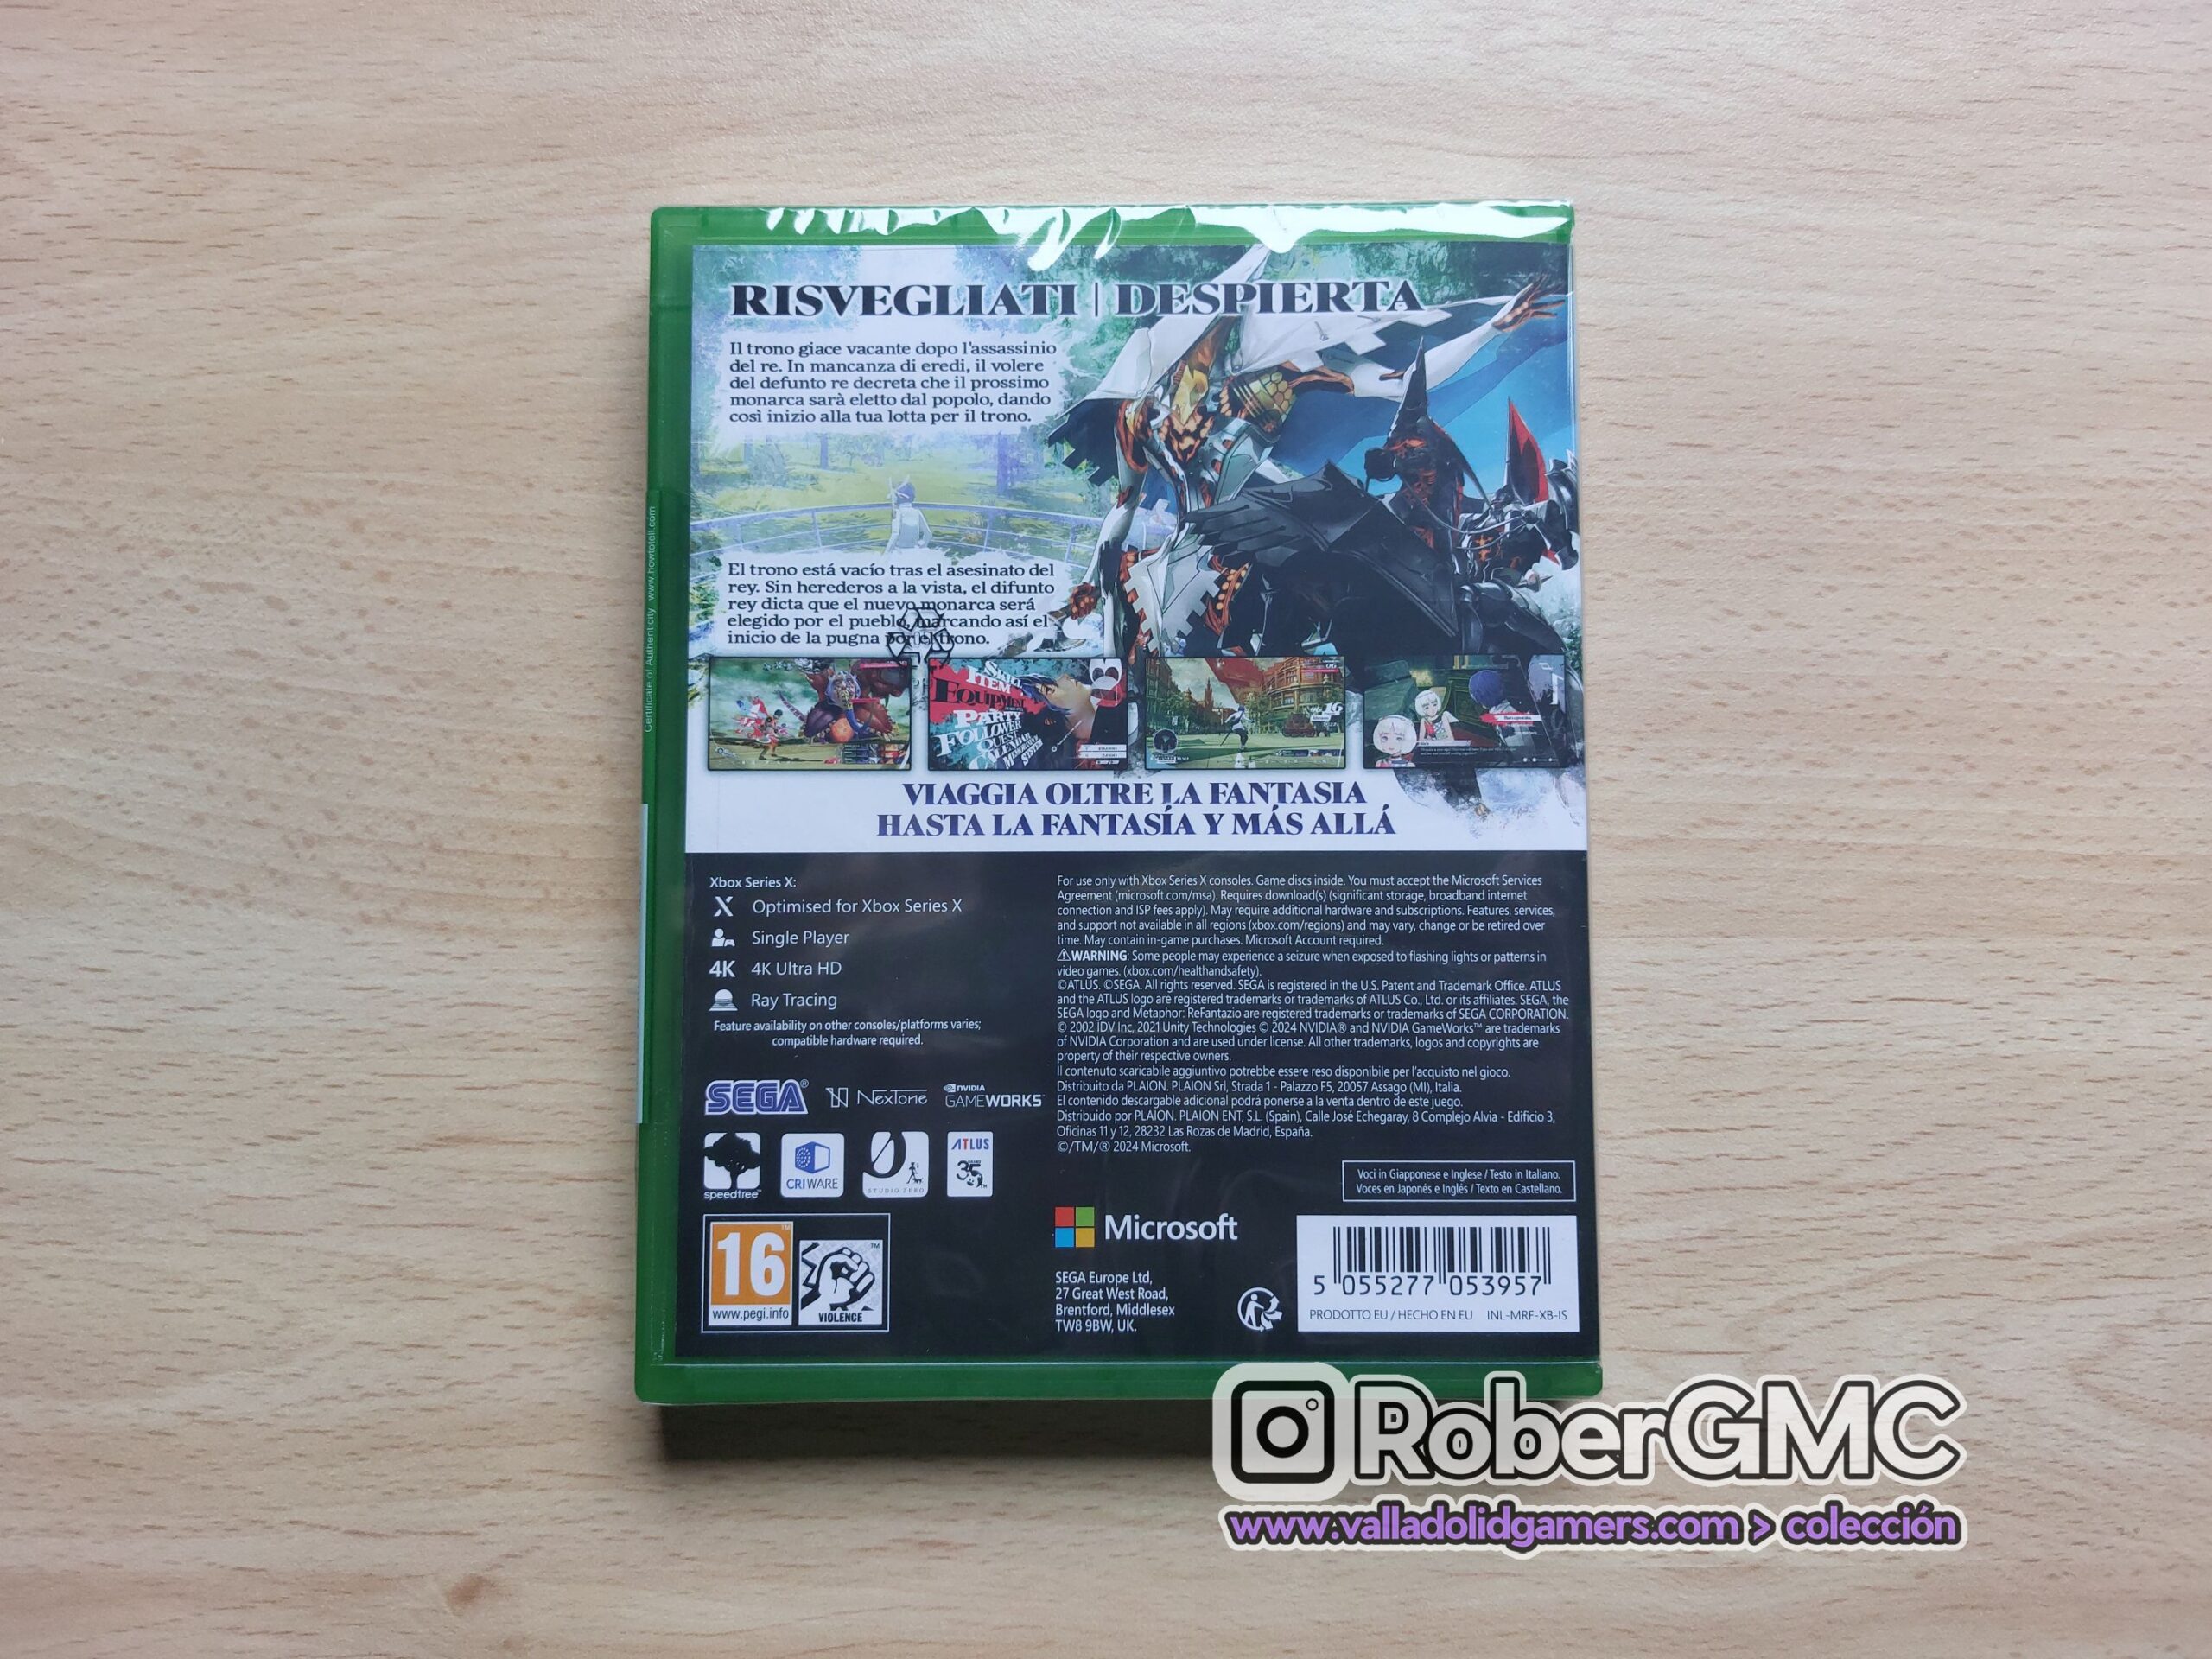 RISVEGLIATI | DESPIERTA
Il trono giace vacante dopo l'assassinio
del re. In mancanza di eredi, il volere
del defunto re decreta che il prossimo
monarca sarà eletto dal popolo, dando
così inizio alla tua lotta per il trono.
El trono está vacío tras el asesinato del
rey. Sin herederos a la vista, el difunto
rey dicta que el nuevo monarca será
elegido por el pueblo, marcando así el
inicio de la pugna por el trono.
SKILL
ITEM
EQUIPMENT
PARTY
FOLLOWER
QUEST
CALENDAR
MEMORANDUM
SYSTEM
VIAGGIA OLTRE LA FANTASIA
HASTA LA FANTASÍA Y MÁS ALLÁ
Certificate of Authenticity www.howtotell.com
Xbox Series X:
X Optimised for Xbox Series X
Single Player
4K 4K Ultra HD
Ray Tracing
Feature availability on other consoles/platforms varies;
compatible hardware required.
SEGA®
NexTone
NVIDIA
GAMEWORKS
speedtree™
CRIWARE
STUDIO ZERO
ATLUS
35
16
www.pegi.info
VIOLENCE
For use only with Xbox Series X consoles. Game discs inside. You must accept the Microsoft Services
Agreement (microsoft.com/msa). Requires download(s) (significant storage, broadband internet
connection and ISP fees apply). May require additional hardware and subscriptions. Features, services,
and support not available in all regions (xbox.com/regions) and may vary, change or be retired over
time. May contain in-game purchases. Microsoft Account required.
⚠WARNING: Some people may experience a seizure when exposed to flashing lights or patterns in
video games. (xbox.com/healthandsafety).
©ATLUS. ©SEGA. All rights reserved. SEGA is registered in the U.S. Patent and Trademark Office. ATLUS
and the ATLUS logo are registered trademarks or trademarks of ATLUS Co., Ltd. or its affiliates. SEGA, the
SEGA logo and Metaphor: ReFantazio are registered trademarks or trademarks of SEGA CORPORATION.
© 2002 IDV Inc, 2021 Unity Technologies © 2024 NVIDIA® and NVIDIA GameWorks™ are trademarks
of NVIDIA Corporation and are used under license. All other trademarks, logos and copyrights are
property of their respective owners.
Il contenuto scaricabile aggiuntivo potrebbe essere reso disponibile per l'acquisto nel gioco.
Distribuito da PLAION. PLAION Srl, Strada 1 - Palazzo F5, 20057 Assago (MI), Italia.
El contenido descargable adicional podrá ponerse a la venta dentro de este juego.
Distribuido por PLAION. PLAION ENT, S.L. (Spain), Calle José Echegaray, 8 Complejo Alvia - Edificio 3,
Oficinas 11 y 12, 28232 Las Rozas de Madrid, España.
©/TM/® 2024 Microsoft.
Voci in Giapponese e Inglese / Testo in Italiano.
Voces en Japonés e Inglés / Texto en Castellano.
Microsoft
SEGA Europe Ltd,
27 Great West Road,
Brentford, Middlesex
TW8 9BW, UK.
5 055277 053957
PRODOTTO EU / HECHO EN EU INL-MRF-XB-IS
RoberGMC
www.valladolidgamers.com > colección